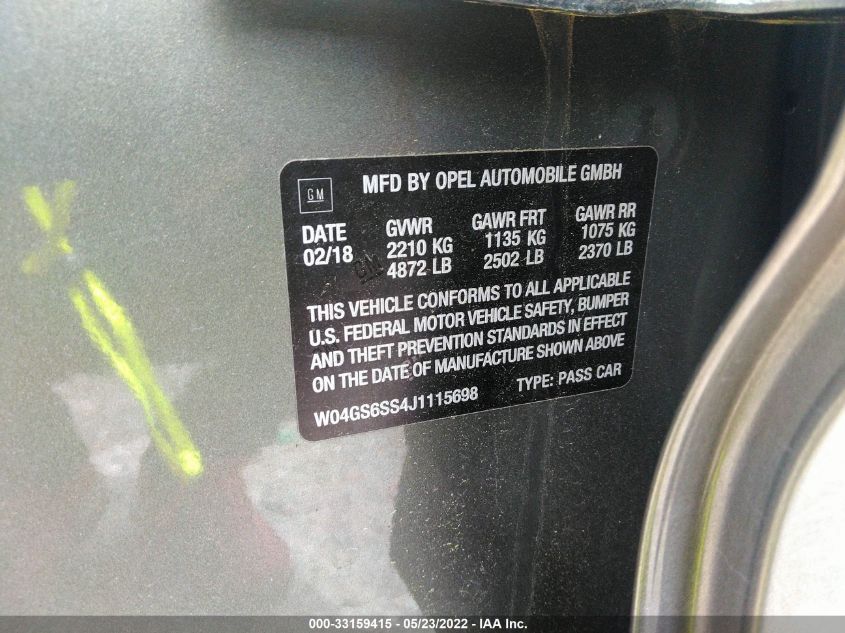 GM
MFD BY OPEL AUTOMOBILE GMBH
DATE GVWR GAWR FRT GAWR RR
02/18 2210 KG 1135 KG 1075 KG
4872 LB 2502 LB 2370 LB
THIS VEHICLE CONFORMS TO ALL APPLICABLE
U.S. FEDERAL MOTOR VEHICLE SAFETY, BUMPER
AND THEFT PREVENTION STANDARDS IN EFFECT
ON THE DATE OF MANUFACTURE SHOWN ABOVE
W04GS6SS4J1115698 TYPE: PASS CAR
000-33159415 - 05/23/2022 - IAA Inc.